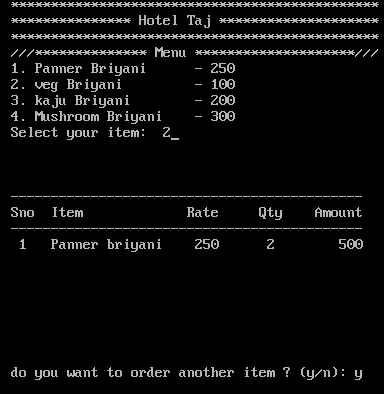 ***********************************************
*************** Hotel Taj ********************
***********************************************
///************** Menu ********************///
1. Panner Briyani      - 250
2. veg Briyani         - 100
3. kaju Briyani        - 200
4. Mushroom Briyani    - 300
Select your item:  2_
---------------------------------------------
Sno  Item         Rate     Qty    Amount
---------------------------------------------
1   Panner briyani    250      2        500
do you want to order another item ? (y/n): y